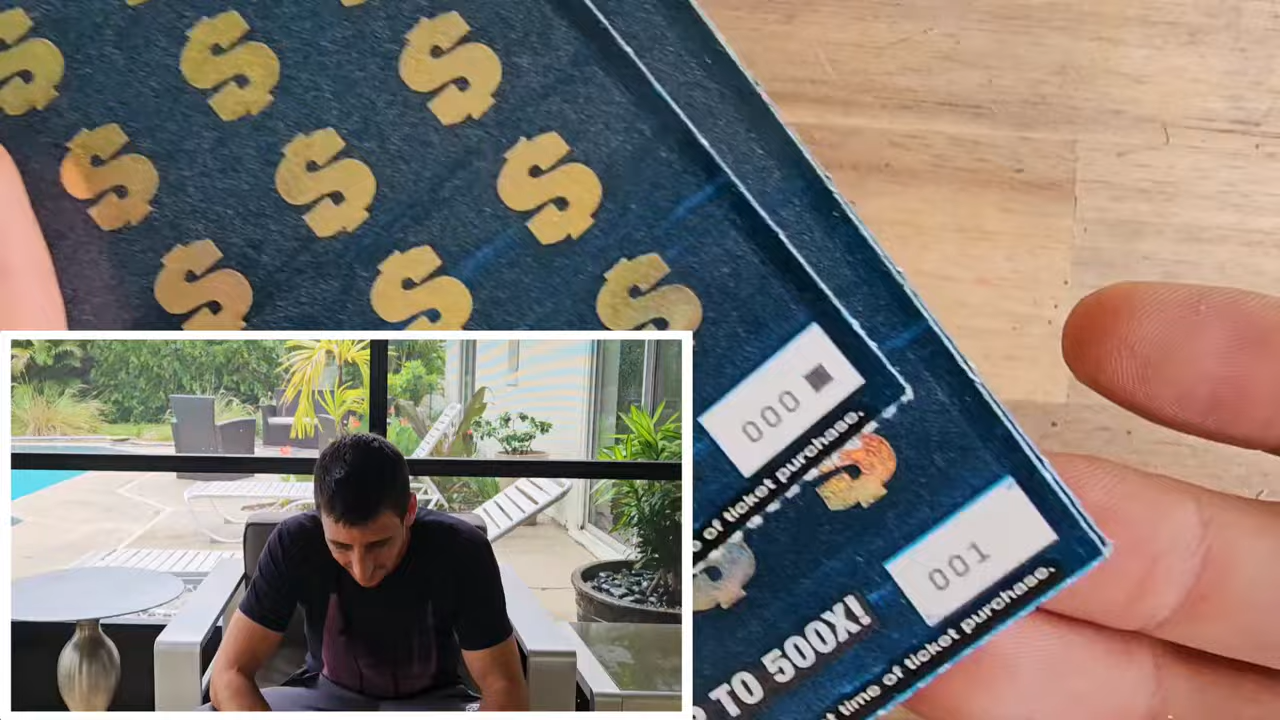 000
of ticket purchase.
001
TO 500X!
time of ticket purchase.